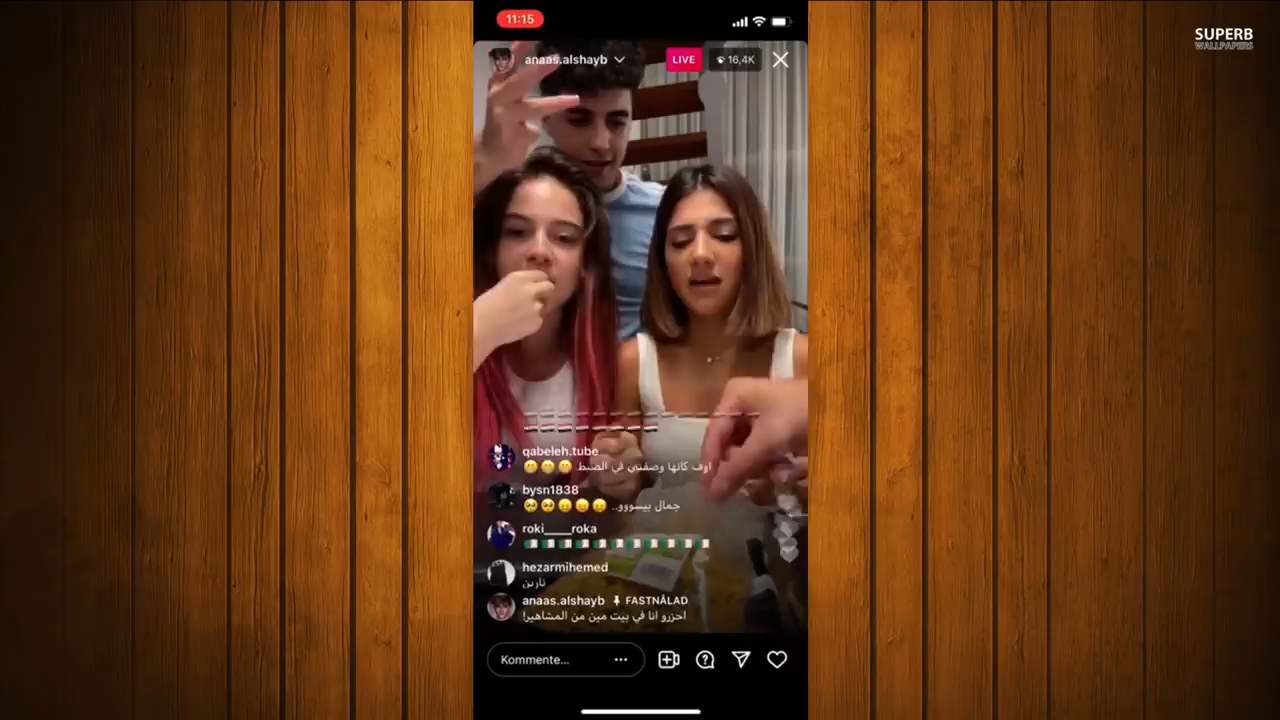 11:15
SUPERB
WALLPAPERS
anaas.alshayb
LIVE
16,4K
qabeleh.tube
اوف كانها وصفتي في الضبط
bysn1838
جمال بيسووو..
roki____roka
hezarmihemed
نارين
anaas.alshayb FASTNÅLAD
احزرو انا في بيت مين من المشاهير!
Kommente...